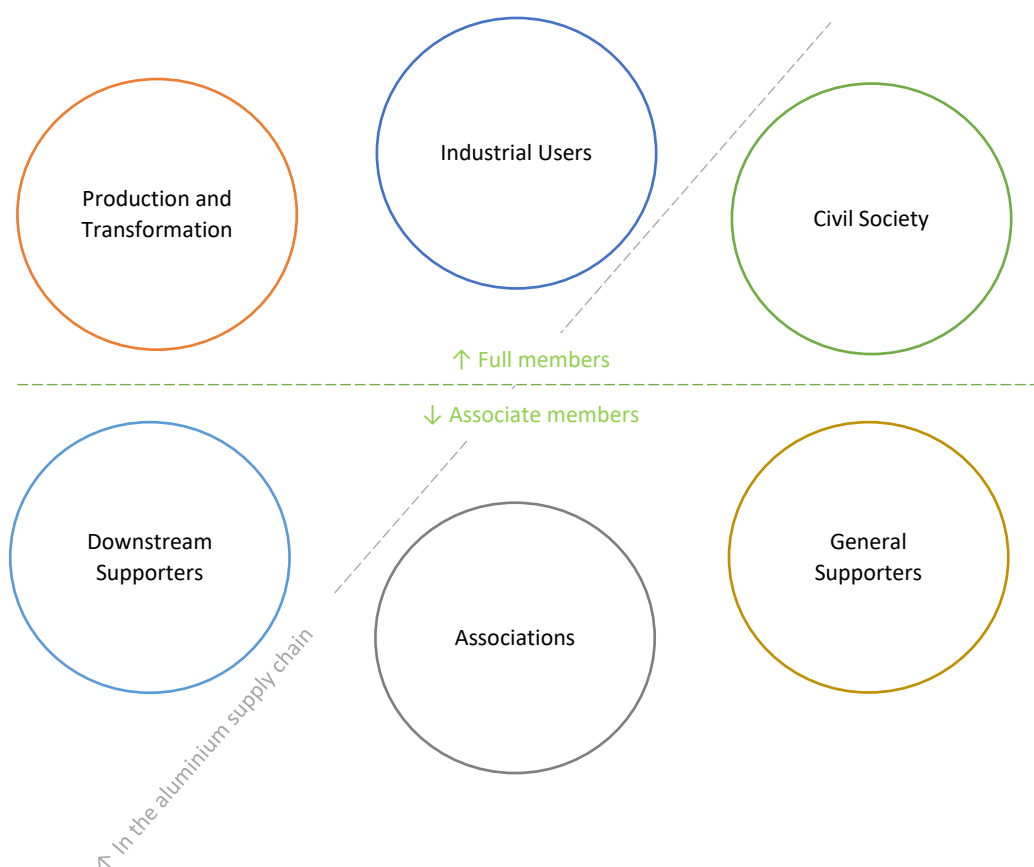 Industrial Users
Production and
Transformation
Civil Society
↑ Full members
↓ Associate members
Downstream
Supporters
General
Supporters
Associations
↑ In the aluminium supply chain